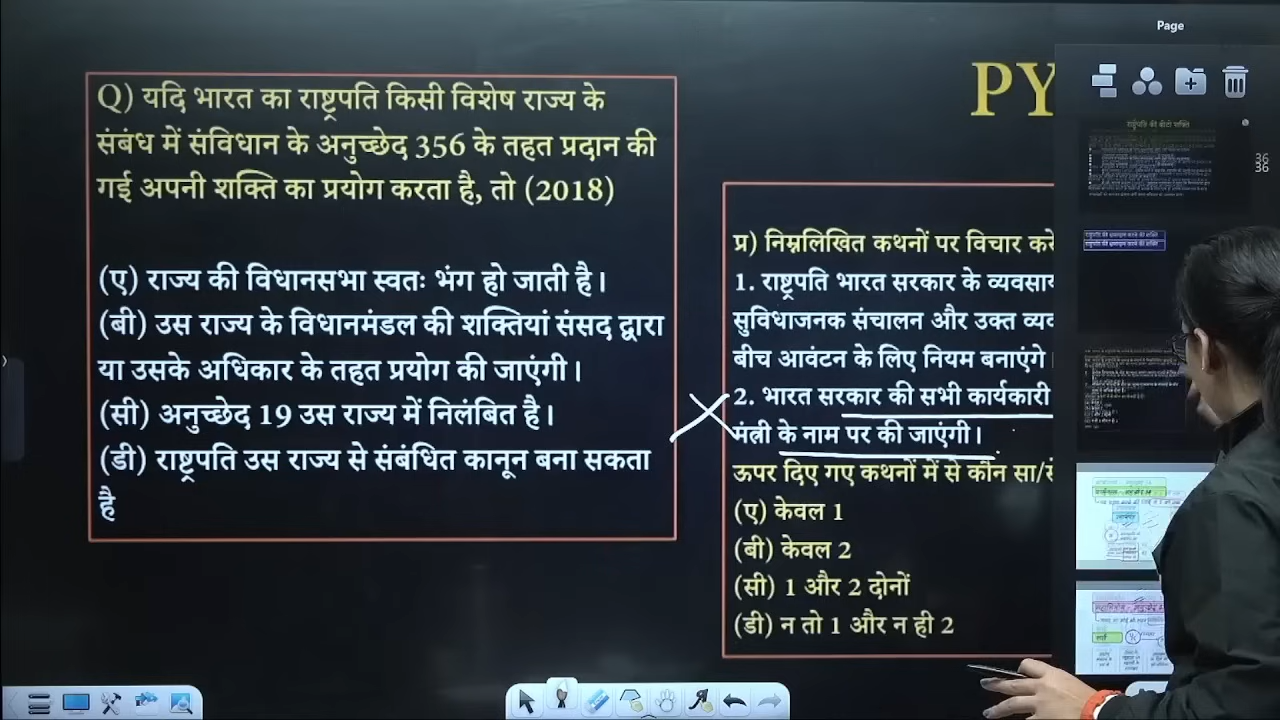 Page
PY
Q) यदि भारत का राष्ट्रपति किसी विशेष राज्य के
संबंध में संविधान के अनुच्छेद 356 के तहत प्रदान की
गई अपनी शक्ति का प्रयोग करता है, तो (2018)
(ए) राज्य की विधानसभा स्वतः भंग हो जाती है।
(बी) उस राज्य के विधानमंडल की शक्तियां संसद द्वारा
या उसके अधिकार के तहत प्रयोग की जाएंगी।
(सी) अनुच्छेद 19 उस राज्य में निलंबित है।
(डी) राष्ट्रपति उस राज्य से संबंधित कानून बना सकता
है
प्र) निम्नलिखित कथनों पर विचार करे
1. राष्ट्रपति भारत सरकार के
सुविधाजनक संचालन और उक्त
बीच आवंटन के लिए नियम बनाएंगे
2. भारत सरकार की सभी कार्यकारी
मंत्री के नाम पर की जाएंगी।
ऊपर दिए गए कथनों में से कौन सा/
(ए) केवल 1
(बी) केवल 2
(सी) 1 और 2 दोनों
(डी) न तो 1 और न ही 2
36
36